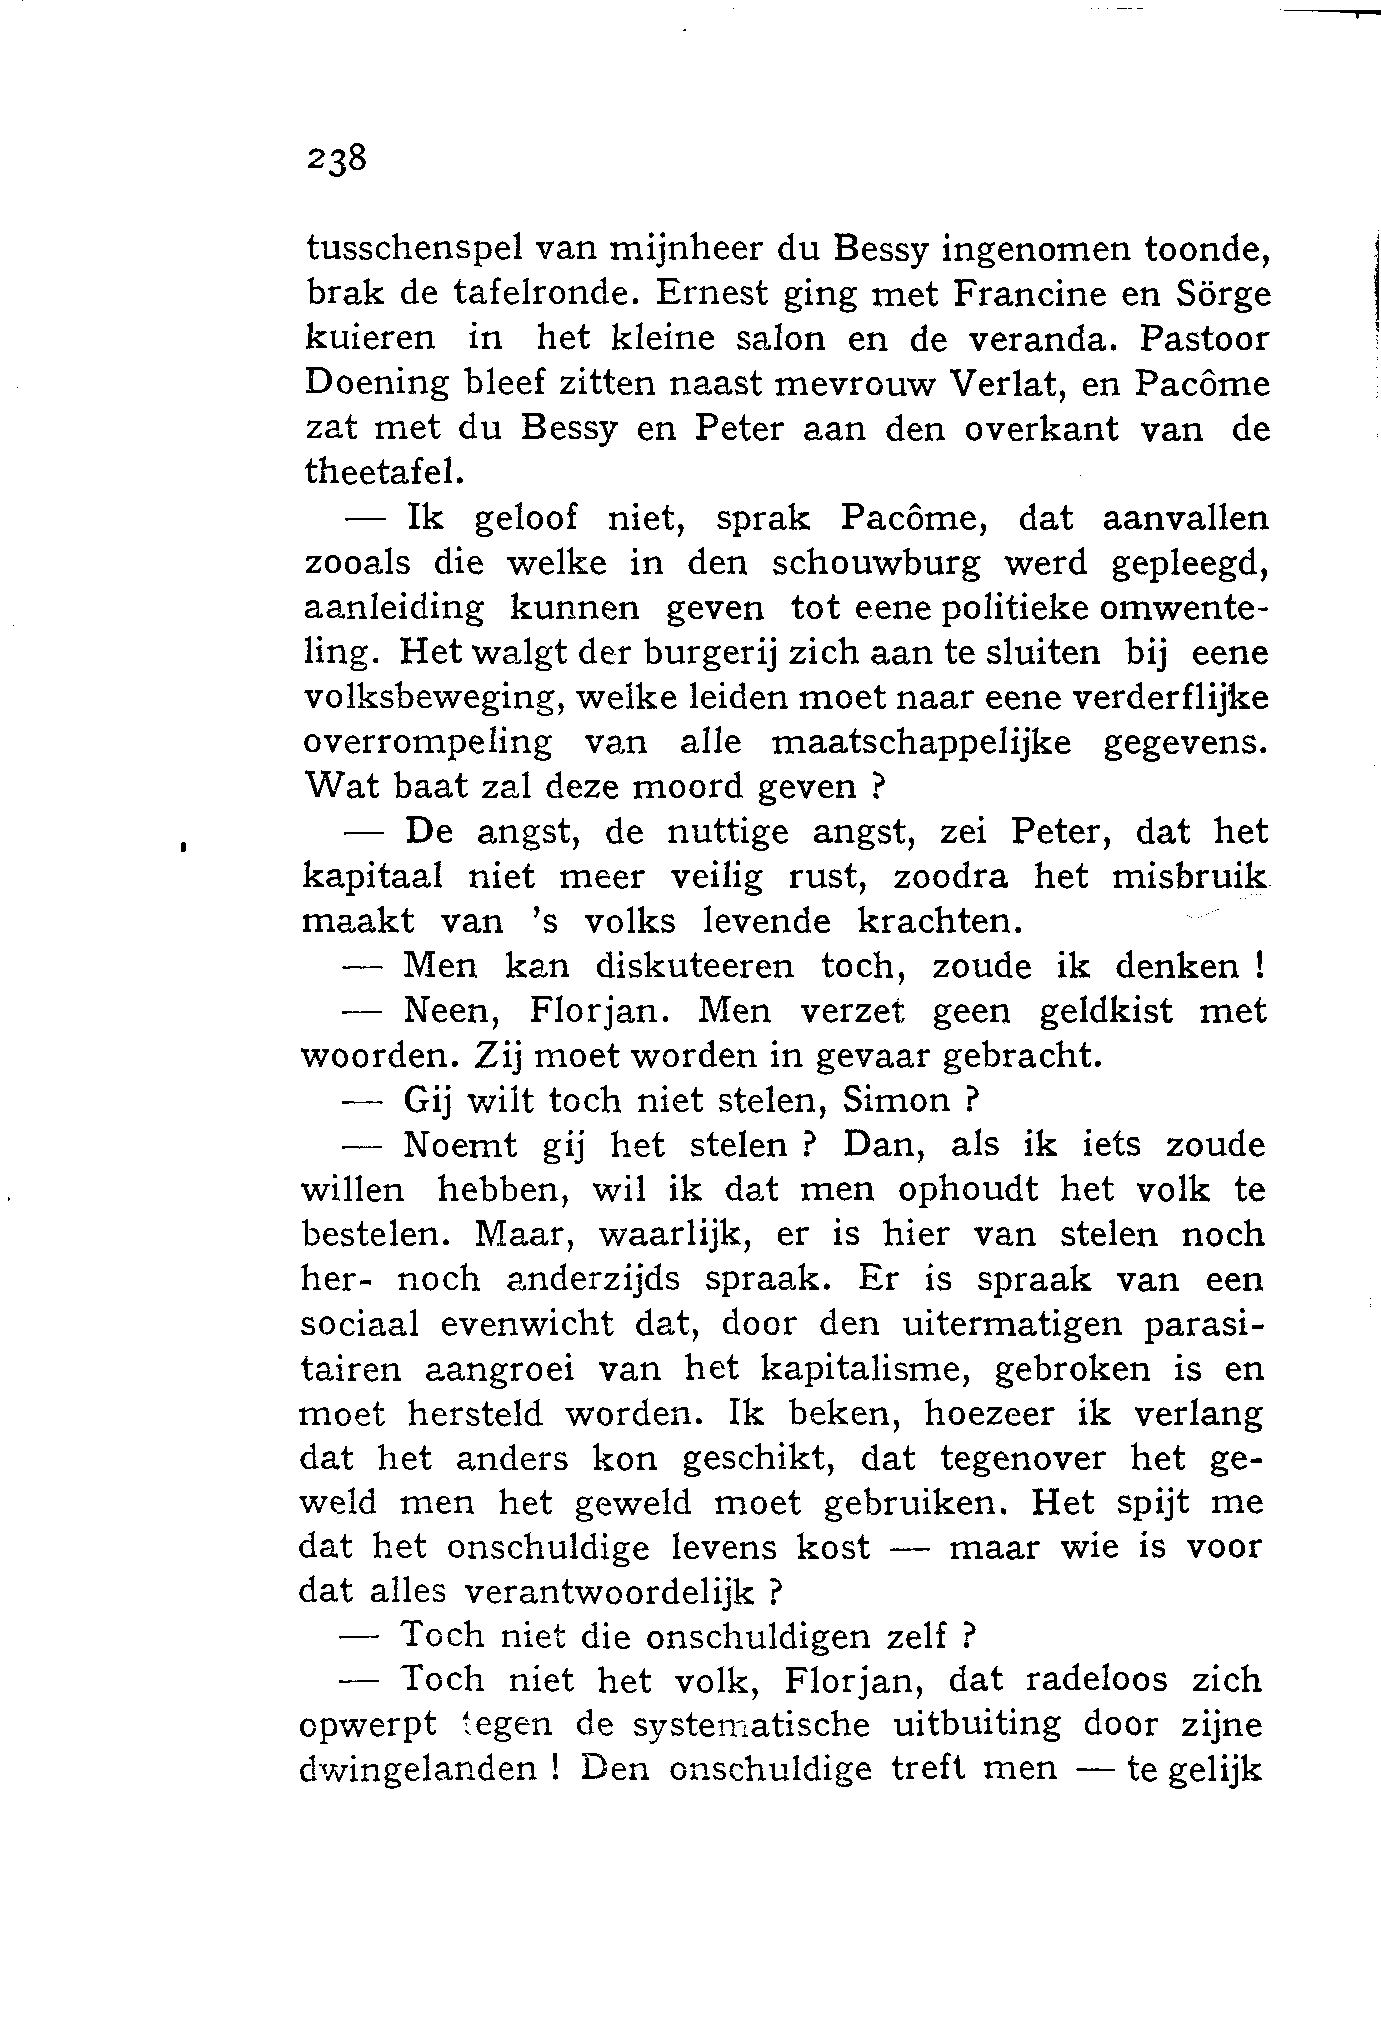 238
tusschenspel van mijnheer du Bessy ingenomen toonde,
brak de tafelronde. Ernest ging met Francine en Sörge
kuieren in het kleine salon en de veranda. Pastoor
Doening bleef zitten naast mevrouw Verlat, en Pacôme
zat met du Bessy en Peter aan den overkant van de
theetafel.
— Ik geloof niet, sprak Pacôme, dat aanvallen
zooals die welke in den schouwburg werd gepleegd,
aanleiding kunnen geven tot eene politieke omwente-
ling. Het walgt der burgerij zich aan te sluiten bij eene
volksbeweging, welke leiden moet naar eene verderflijke
overrompeling van alle maatschappelijke gegevens.
Wat baat zal deze moord geven ?
— De angst, de nuttige angst, zei Peter, dat het
kapitaal niet meer veilig rust, zoodra het misbruik
maakt van 's volks levende krachten.
— Men kan diskuteeren toch, zoude ik denken !
— Neen, Florjan. Men verzet geen geldkist met
woorden. Zij moet worden in gevaar gebracht.
— Gij wilt toch niet stelen, Simon ?
— Noemt gij het stelen ? Dan, als ik iets zoude
willen hebben, wil ik dat men ophoudt het volk te
bestelen. Maar, waarlijk, er is hier van stelen noch
her- noch anderzijds spraak. Er is spraak van een
sociaal evenwicht dat, door den uitermatigen parasi-
tairen aangroei van het kapitalisme, gebroken is en
moet hersteld worden. Ik beken, hoezeer ik verlang
dat het anders kon geschikt, dat tegenover het ge-
weld men het geweld moet gebruiken. Het spijt me
dat het onschuldige levens kost — maar wie is voor
dat alles verantwoordelijk ?
— Toch niet die onschuldigen zelf ?
— Toch niet het volk, Florjan, dat radeloos zich
opwerpt tegen de systematische uitbuiting door zijne
dwingelanden ! Den onschuldige treft men — te gelijk